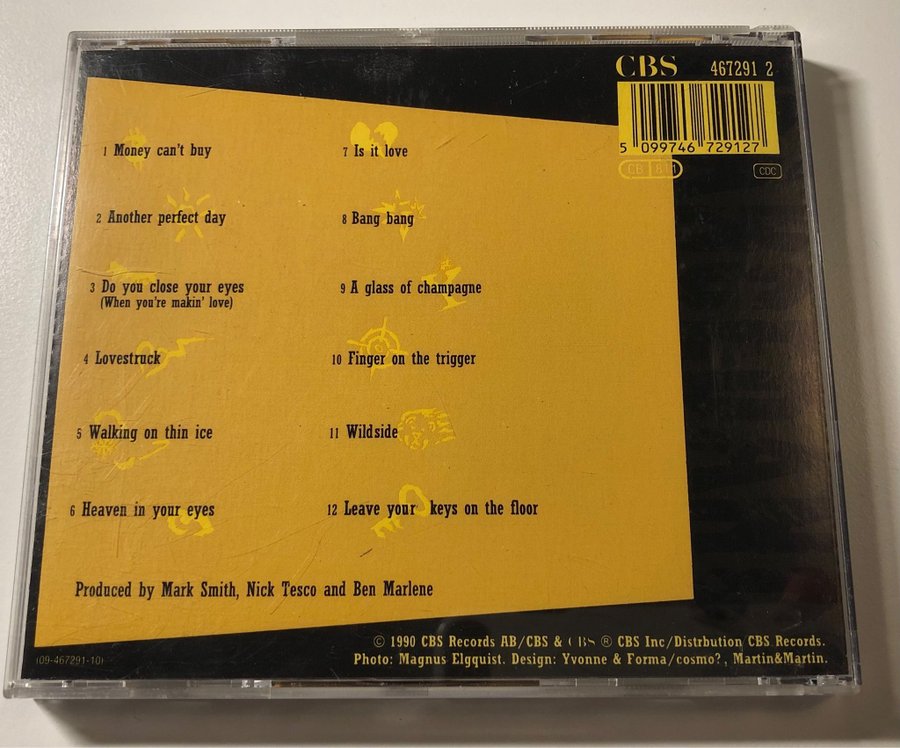 CBS 467291 2
5 099746 729127
CB 811
CDC
1 Money can't buy
2 Another perfect day
3 Do you close your eyes
(When you're makin' love)
4 Lovestruck
5 Walking on thin ice
6 Heaven in your eyes
7 Is it love
8 Bang bang
9 A glass of champagne
10 Finger on the trigger
11 Wildside
12 Leave your keys on the floor
Produced by Mark Smith, Nick Tesco and Ben Marlene
© 1990 CBS Records AB/CBS & CBS ® CBS Inc/Distrbution CBS Records.
Photo: Magnus Elgquist. Design: Yvonne & Forma/cosmo?, Martin&Martin.
(09-467291-10)